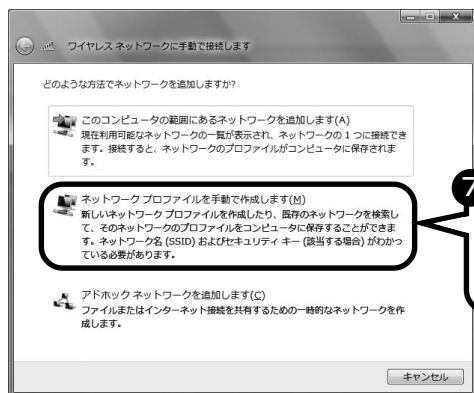 ワイヤレス ネットワークに手動で接続します
どのような方法でネットワークを追加しますか?
このコンピュータの範囲にあるネットワークを追加します(A)
現在利用可能なネットワークの一覧が表示され、ネットワークの 1 つに接続でき
ます。接続すると、ネットワークのプロファイルがコンピュータに保存されま
す。
ネットワーク プロファイルを手動で作成します(M)
新しいネットワーク プロファイルを作成したり、既存のネットワークを検索し
て、そのネットワークのプロファイルをコンピュータに保存することができま
す。ネットワーク名 (SSID) およびセキュリティ キー (該当する場合) がわかっ
ている必要があります。
7
アドホック ネットワークを追加します(C)
ファイルまたはインターネット接続を共有するための一時的なネットワークを作
成します。
キャンセル